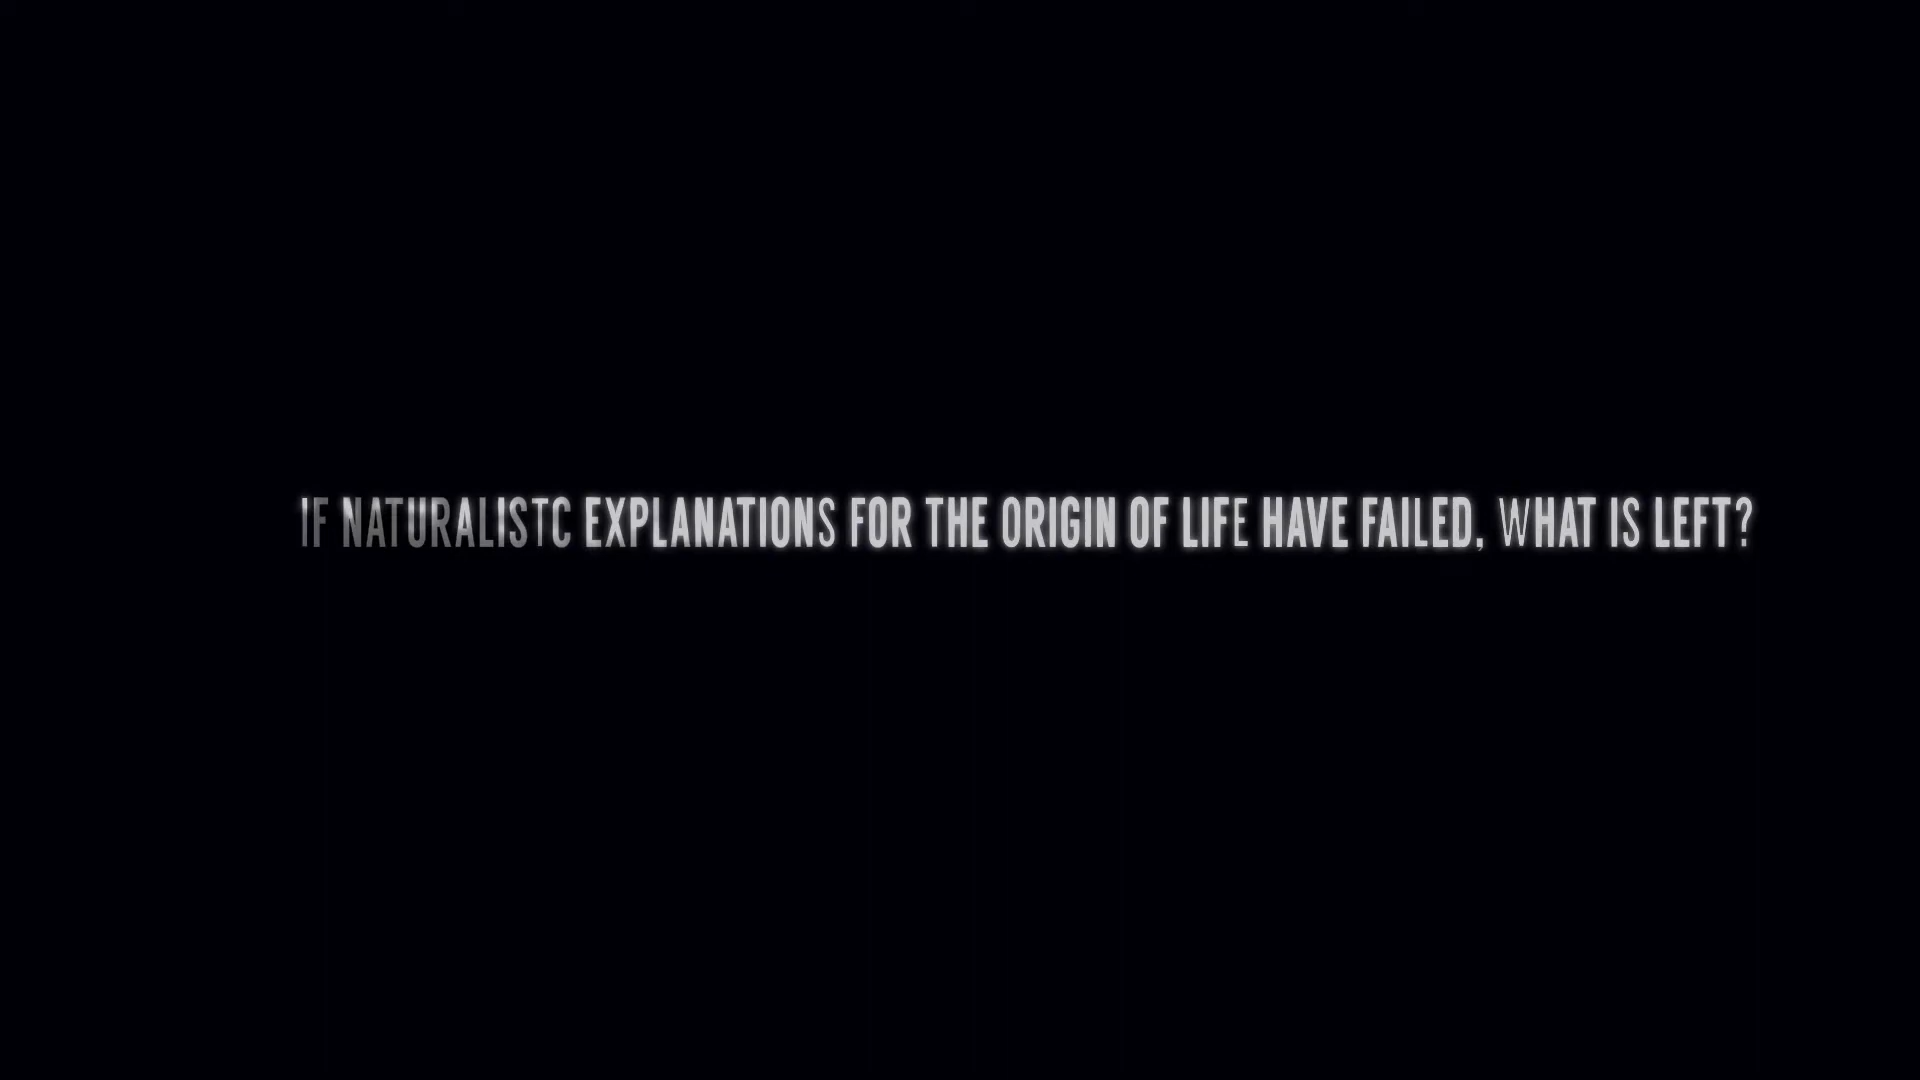 IF NATURALISTC EXPLANATIONS FOR THE ORIGIN OF LIFE HAVE FAILED, WHAT IS LEFT?